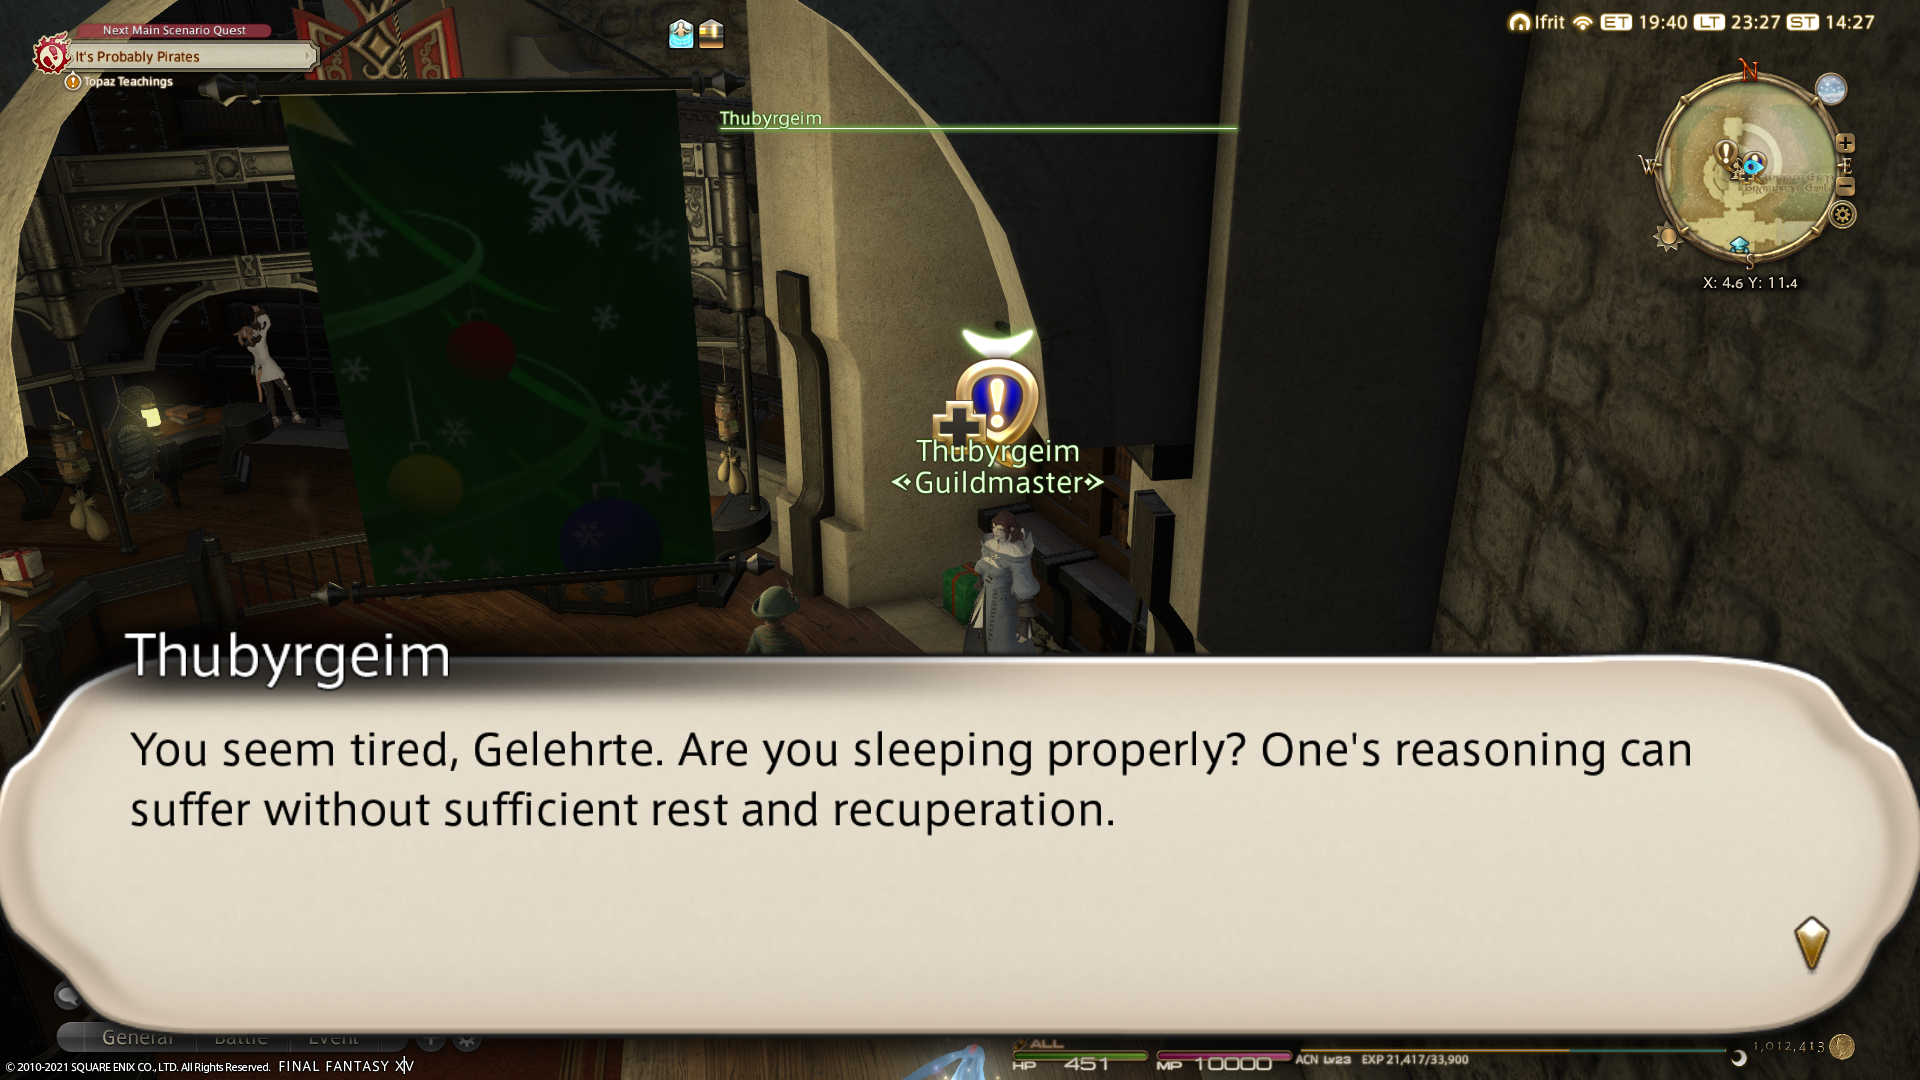 Next Main Scenario Quest
It's Probably Pirates
Topaz Teachings
Ifrit ET 19:40 LT 23:27 ST 14:27
N
W
E
S
X: 4.6 Y: 11.4
Thubyrgeim
Thubyrgeim
Guildmaster
Thubyrgeim
You seem tired, Gelehrte. Are you sleeping properly? One's reasoning can
suffer without sufficient rest and recuperation.
General Battle Event
ALL
HP 451 MP 10000 ACN Lv23 EXP 21,417/33,900
1,012,413
© 2010-2021 SQUARE ENIX CO., LTD. All Rights Reserved. FINAL FANTASY XIV